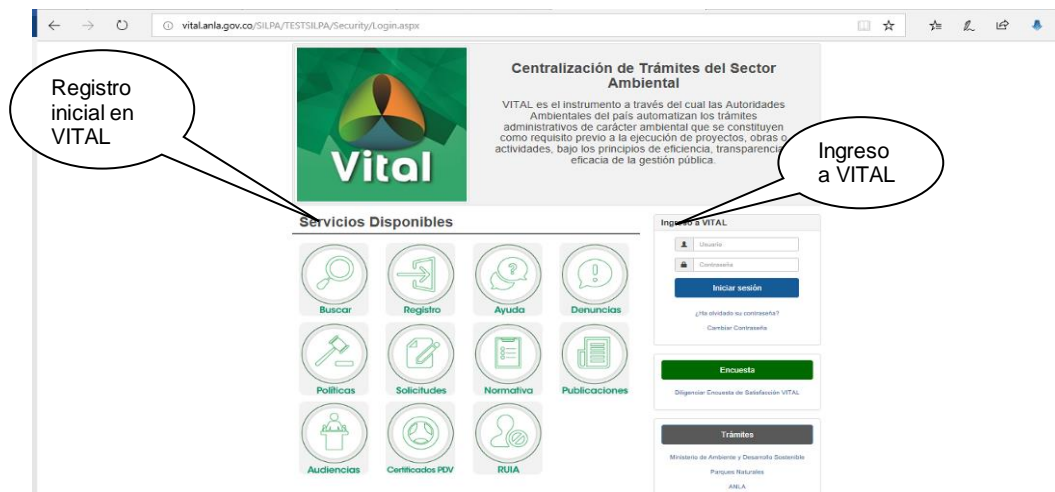 vital.anla.gov.co/SILPA/TESTSILPA/Security/Login.aspx
Registro
inicial en
VITAL
Vital
Centralización de Trámites del Sector
Ambiental
VITAL es el instrumento a través del cual las Autoridades
Ambientales del país automatizan los trámites
administrativos de carácter ambiental que se constituyen
como requisito previo a la ejecución de proyectos, obras o
actividades, bajo los principios de eficiencia, transparencia
eficacia de la gestión pública.
Ingreso
a VITAL
Servicios Disponibles
Buscar
Registro
Ayuda
Denuncias
Políticas
Solicitudes
Normativa
Publicaciones
Audiencias
Certificados PDV
RUIA
Ingreso a VITAL
Usuario
Contraseña
Iniciar sesión
¿Ha olvidado su contraseña?
Cambiar Contraseña
Encuesta
Diligenciar Encuesta de Satisfacción VITAL
Trámites
Ministerio de Ambiente y Desarrollo Sostenible
Parques Naturales
ANLA